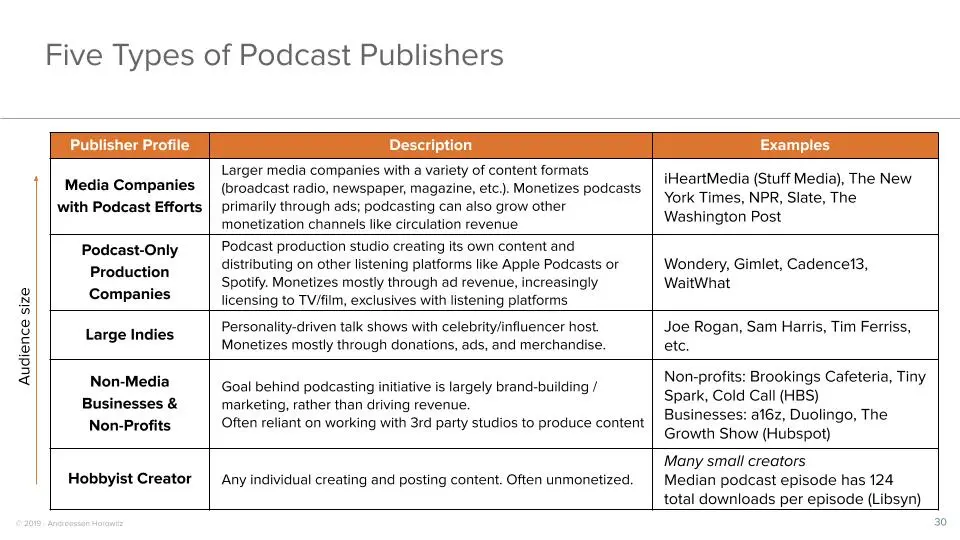 Five Types of Podcast Publishers
Publisher Profile
Description
Examples
Media Companies
with Podcast Efforts
Larger media companies with a variety of content formats
(broadcast radio, newspaper, magazine, etc.). Monetizes podcasts
primarily through ads; podcasting can also grow other
monetization channels like circulation revenue
iHeartMedia (Stuff Media), The New
York Times, NPR, Slate, The
Washington Post
Podcast-Only
Production
Companies
Podcast production studio creating its own content and
distributing on other listening platforms like Apple Podcasts or
Spotify. Monetizes mostly through ad revenue, increasingly
licensing to TV/film, exclusives with listening platforms
Wondery, Gimlet, Cadence13,
WaitWhat
Large Indies
Personality-driven talk shows with celebrity/influencer host.
Monetizes mostly through donations, ads, and merchandise.
Joe Rogan, Sam Harris, Tim Ferriss,
etc.
Non-Media
Businesses &
Non-Profits
Goal behind podcasting initiative is largely brand-building /
marketing, rather than driving revenue.
Often reliant on working with 3rd party studios to produce content
Non-profits: Brookings Cafeteria, Tiny
Spark, Cold Call (HBS)
Businesses: a16z, Duolingo, The
Growth Show (Hubspot)
Hobbyist Creator
Any individual creating and posting content. Often unmonetized.
Many small creators
Median podcast episode has 124
total downloads per episode (Libsyn)
Audience size
© 2019 · Andreessen Horowitz
30